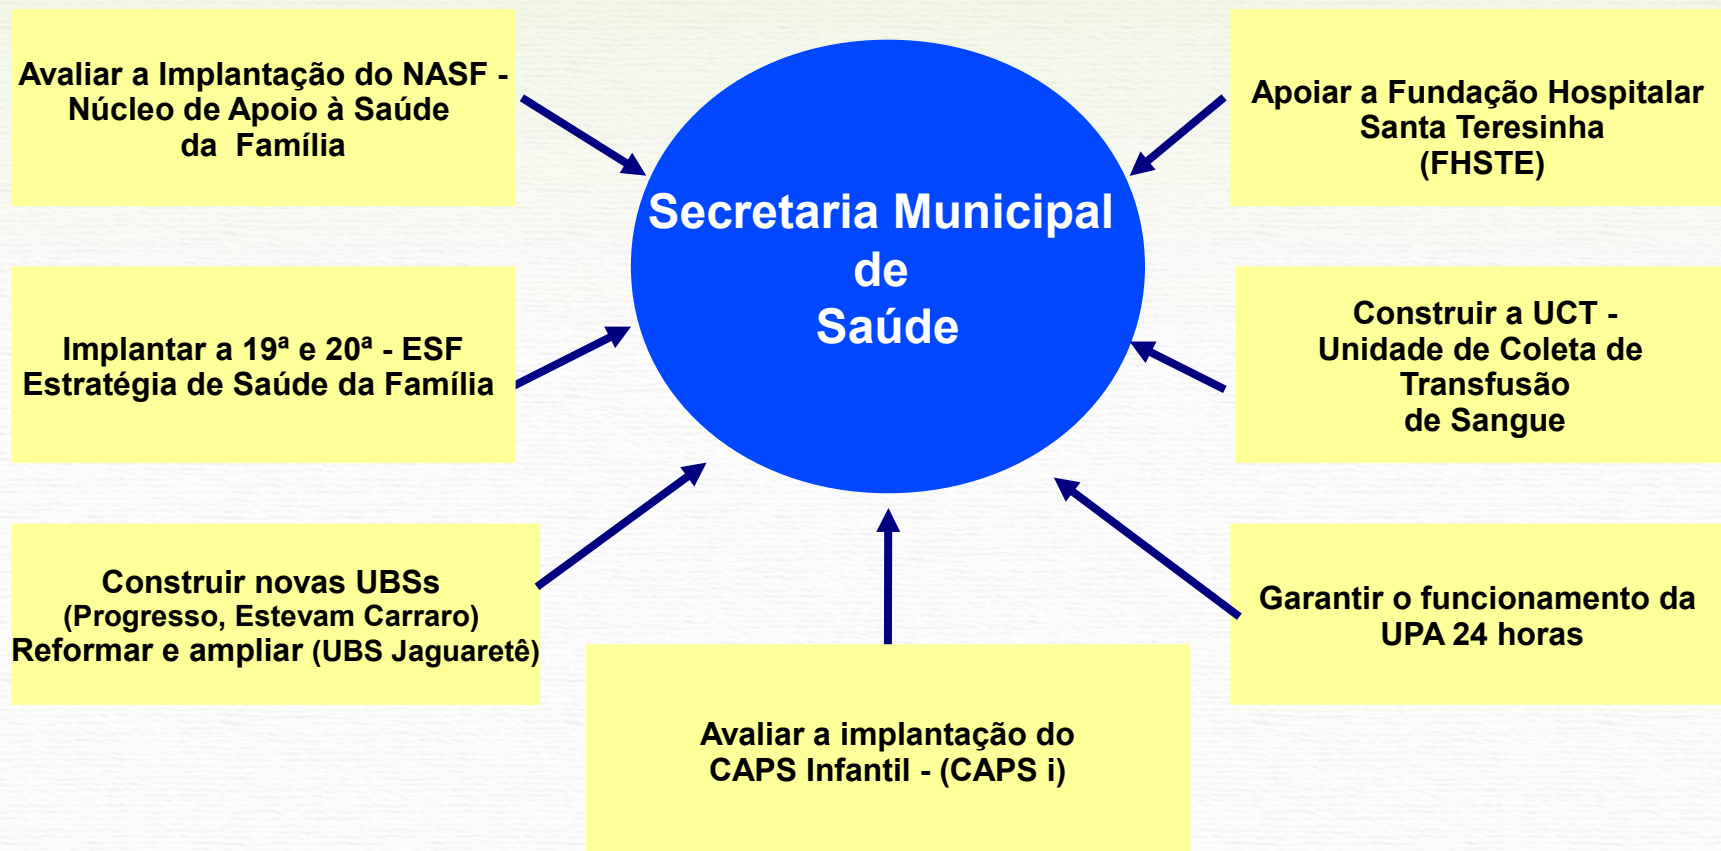 Avaliar a Implantação do NASF -
Núcleo de Apoio à Saúde
da Família
Implantar a 19ª e 20ª - ESF
Estratégia de Saúde da Família
Construir novas UBSs
(Progresso, Estevam Carraro)
Reformar e ampliar (UBS Jaguaretê)
Secretaria Municipal
de
Saúde
Avaliar a implantação do
CAPS Infantil - (CAPS i)
Apoiar a Fundação Hospitalar
Santa Teresinha
(FHSTE)
Construir a UCT -
Unidade de Coleta de
Transfusão
de Sangue
Garantir o funcionamento da
UPA 24 horas